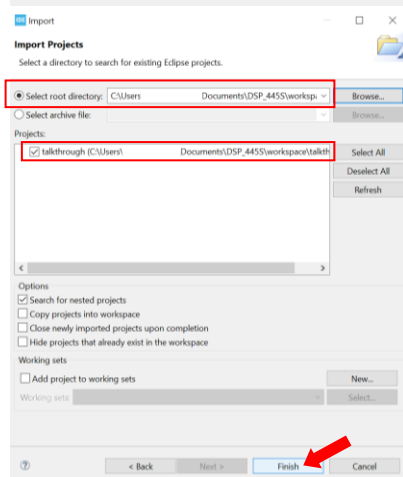 IDE Import
Import Projects
Select a directory to search for existing Eclipse projects.
Select root directory: C:\Users Documents\DSP_445S\workspa Browse...
Select archive file: Browse...
Projects:
talkthrough (C:\Users\ Documents\DSP_445S\workspace\talkth Select All
Deselect All
Refresh
Options
Search for nested projects
Copy projects into workspace
Close newly imported projects upon completion
Hide projects that already exist in the workspace
Working sets
Add project to working sets New...
Working sets: Select...
< Back Next > Finish Cancel